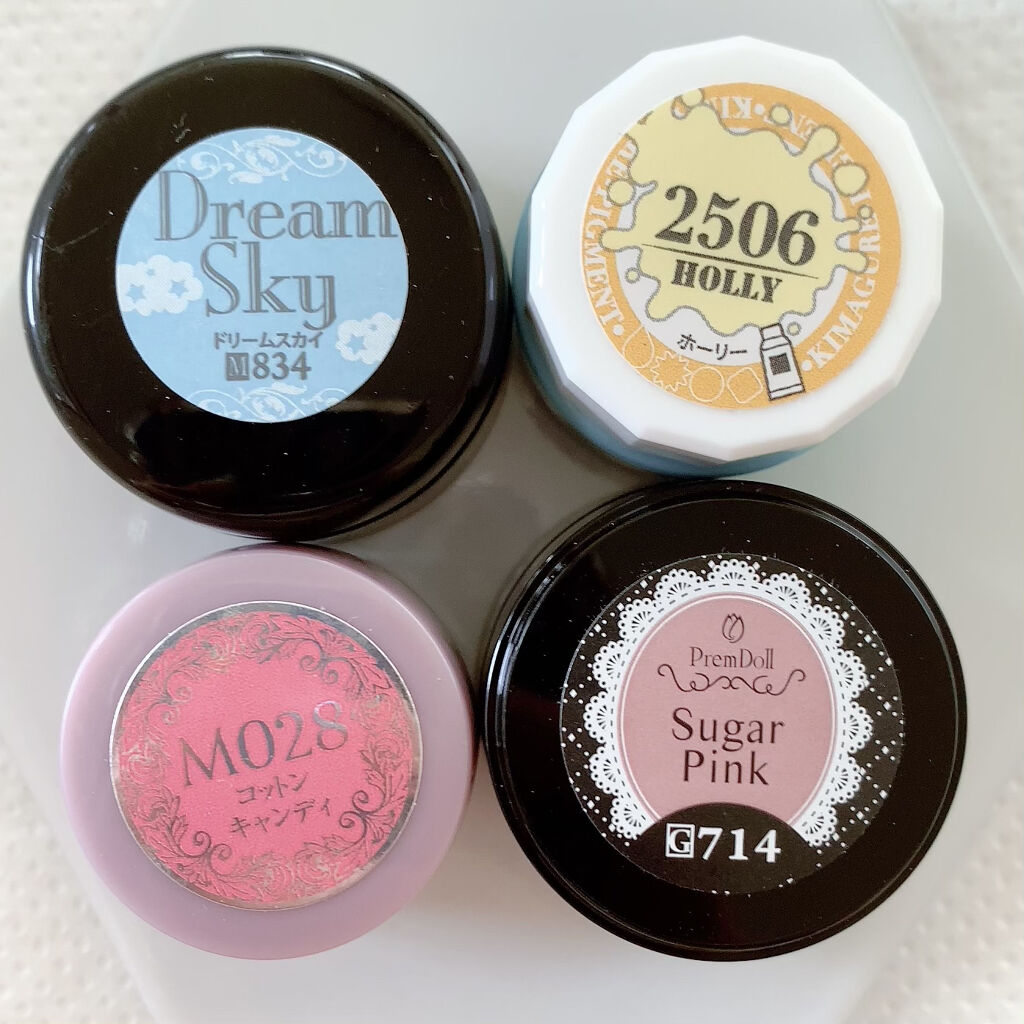 Dream
Sky
ドリームスカイ
M834
2506
HOLLY
ホーリー
PIGMENT・
・KIMAGURE
M028
コットン
キャンディ
PremDoll
Sugar
Pink
G714